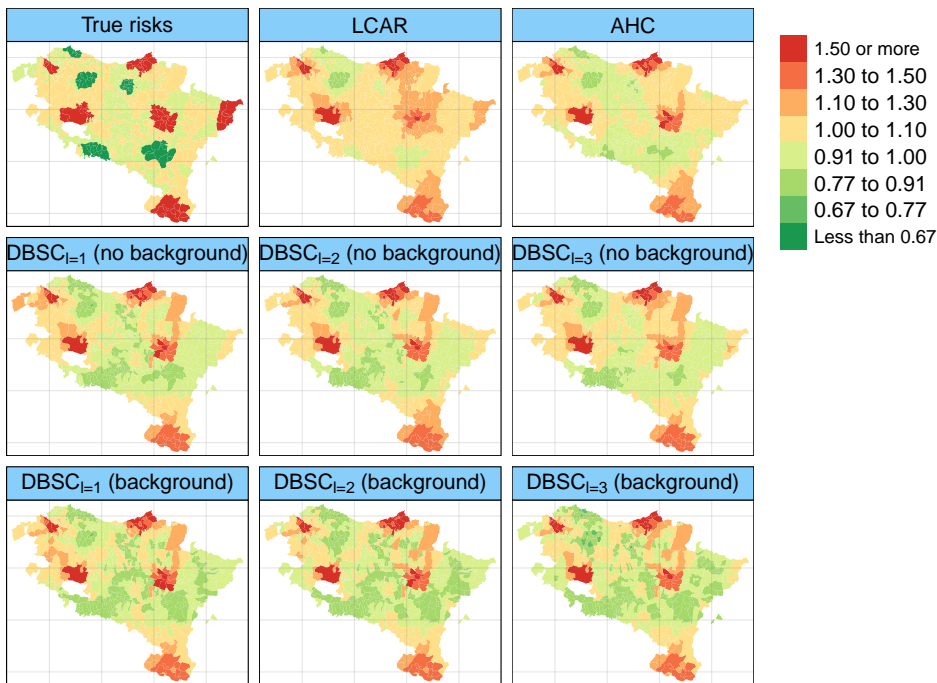 True risks
LCAR
AHC
1.50 or more
1.30 to 1.50
1.10 to 1.30
1.00 to 1.10
0.91 to 1.00
0.77 to 0.91
0.67 to 0.77
Less than 0.67
DBSCl=1 (no background)
DBSCl=2 (no background)
DBSCl=3 (no background)
DBSCl=1 (background)
DBSCl=2 (background)
DBSCl=3 (background)